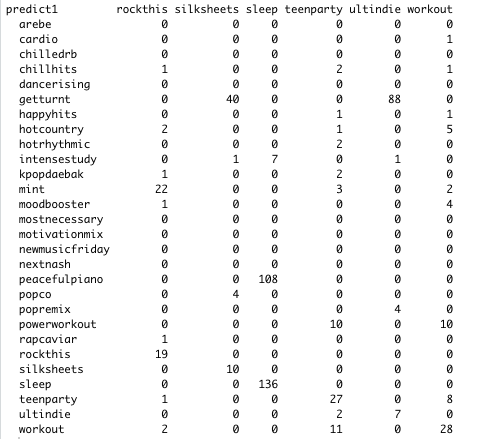 predict1 rockthis silksheets sleep teenparty ultindie workout
arebe 0 0 0 0 0 0
cardio 0 0 0 0 0 1
chilledrb 0 0 0 0 0 0
chillhits 1 0 0 2 0 1
dancerising 0 0 0 0 0 0
getturnt 0 40 0 0 88 0
happyhits 0 0 0 1 0 1
hotcountry 2 0 0 1 0 5
hotrhythmic 0 0 0 2 0 0
intensestudy 0 1 7 0 1 0
kpopdaebak 1 0 0 2 0 0
mint 22 0 0 3 0 2
moodbooster 1 0 0 0 0 4
mostnecessary 0 0 0 0 0 0
motivationmix 0 0 0 0 0 0
newmusicfriday 0 0 0 0 0 0
nextnash 0 0 0 0 0 0
peacefulpiano 0 0 108 0 0 0
popco 0 4 0 0 0 0
popremix 0 0 0 0 4 0
powerworkout 0 0 0 10 0 10
rapcaviar 1 0 0 0 0 0
rockthis 19 0 0 0 0 0
silksheets 0 10 0 0 0 0
sleep 0 0 136 0 0 0
teenparty 1 0 0 27 0 8
ultindie 0 0 0 2 7 0
workout 2 0 0 11 0 28